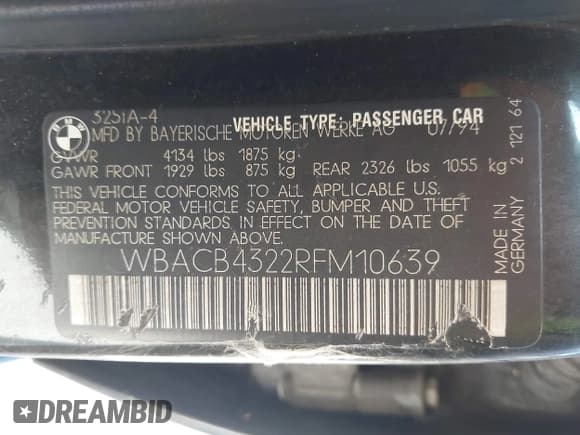 BMW
325iA-4 VEHICLE TYPE: PASSENGER CAR
MFD BY BAYERISCHE MOTOREN WERKE AG 07/94
GVWR 4134 lbs 1875 kg
GAWR FRONT 1929 lbs 875 kg REAR 2326 lbs 1055 kg
THIS VEHICLE CONFORMS TO ALL APPLICABLE U.S.
FEDERAL MOTOR VEHICLE SAFETY, BUMPER AND THEFT
PREVENTION STANDARDS IN EFFECT ON THE DATE OF
MANUFACTURE SHOWN ABOVE.
WBACB4322RFM10639
MADE IN
GERMANY
2 121 64
DREAMBID